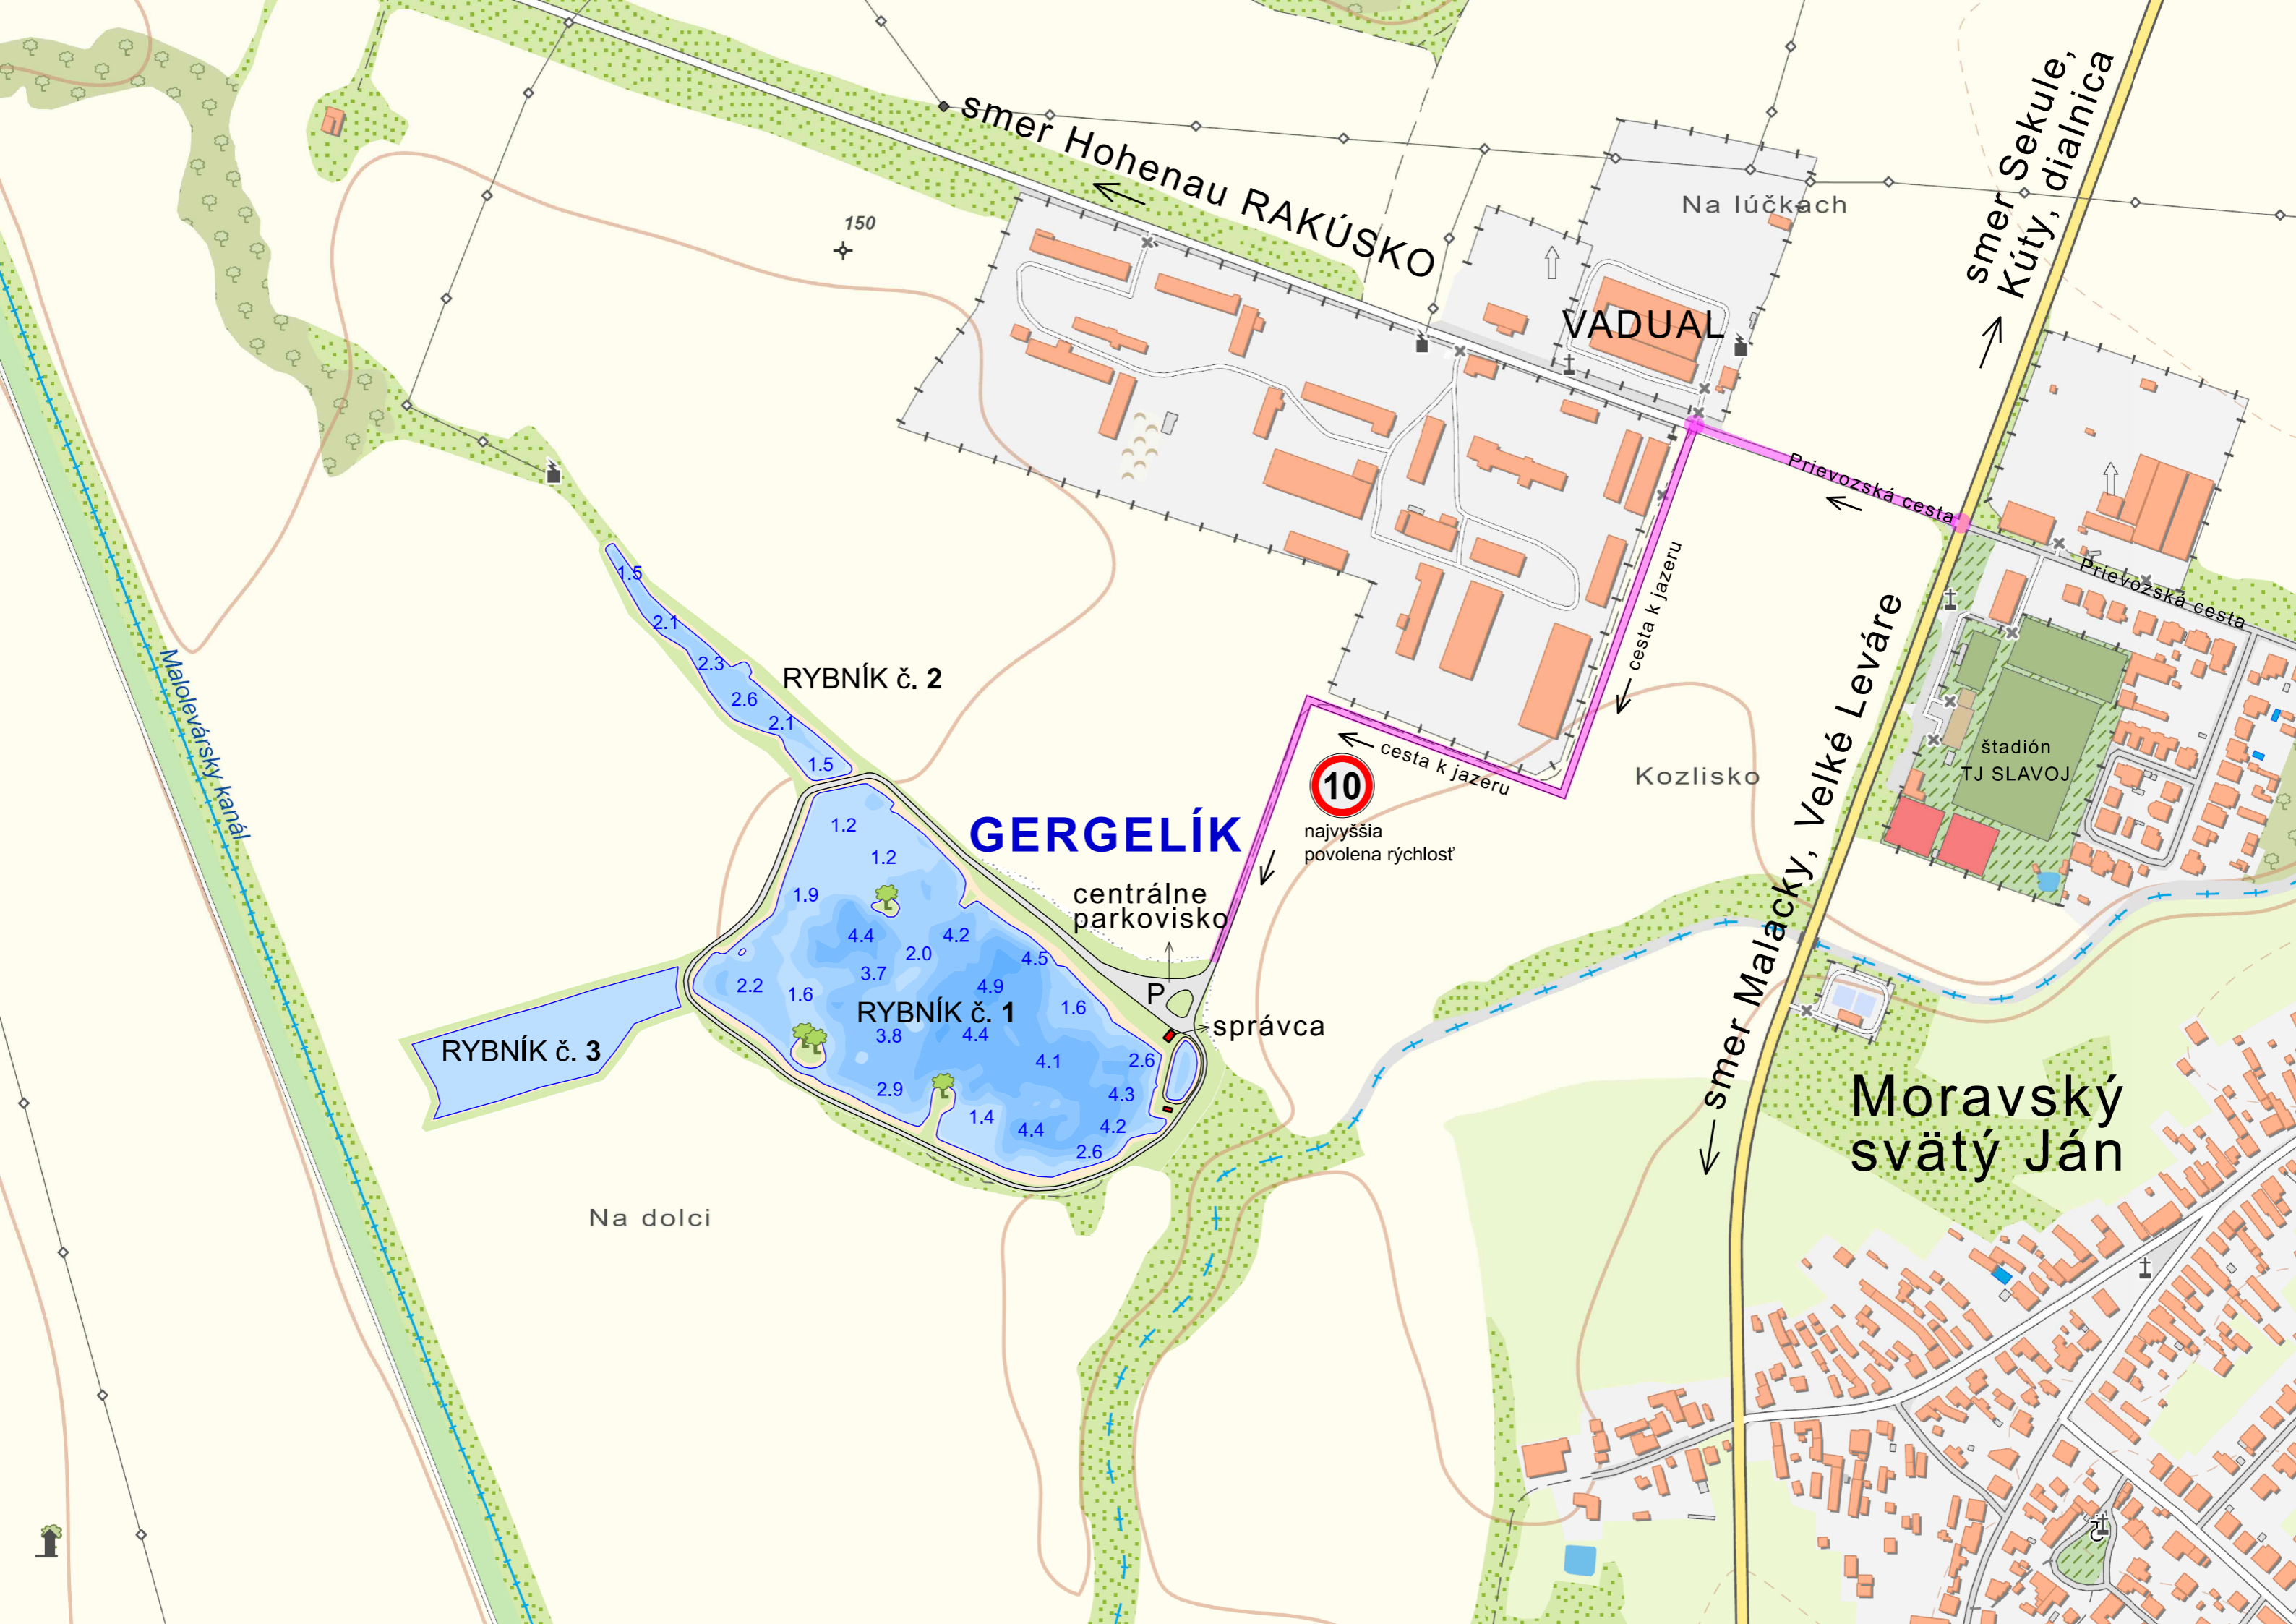 smer Hohenau RAKÚSKO
smer Sekule,
Kúty, dialnica
Na lúčkach
150
VADUAL
Prievozská cesta
Prievozská cesta
cesta k jazeru
cesta k jazeru
10
najvyššia
povolena rýchlosť
Kozlisko
štadión
TJ SLAVOJ
smer Malacky, Velké Leváre
Malolevársky kanál
1.5
2.1
2.3
2.6
2.1
1.5
RYBNÍK č. 2
GERGELÍK
centrálne
parkovisko
P
správca
1.2
1.2
1.9
4.4
4.2
2.0
4.5
3.7
2.2
1.6
4.9
1.6
RYBNÍK č. 1
3.8
4.4
4.1
2.6
2.9
4.3
1.4
4.4
4.2
2.6
RYBNÍK č. 3
Na dolci
Moravský
svätý Ján